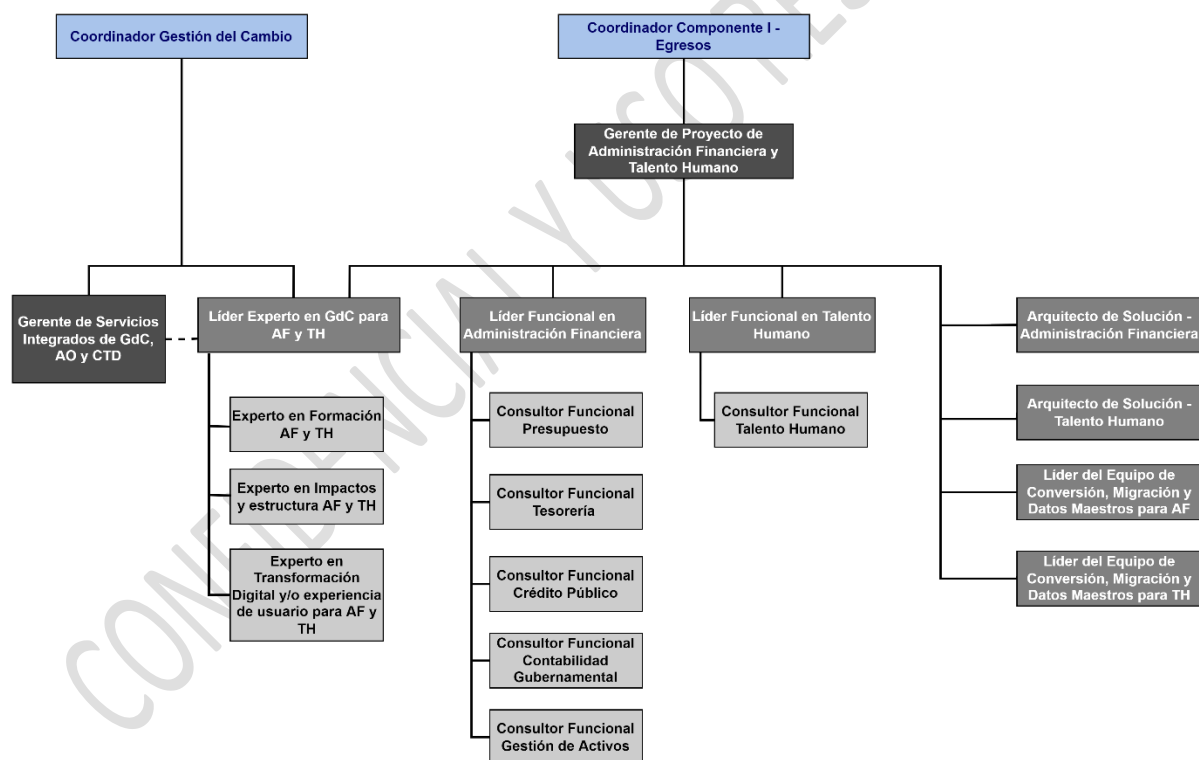 Coordinador Gestión del Cambio
Coordinador Componente I -
Egresos
Gerente de Proyecto de
Administración Financiera y
Talento Humano
Gerente de Servicios
Integrados de GdC,
AO y CTD
Líder Experto en GdC para
AF y TH
Líder Funcional en
Administración Financiera
Líder Funcional en Talento
Humano
Arquitecto de Solución -
Administración Financiera
Experto en Formación
AF y TH
Experto en Impactos
y estructura AF y TH
Experto en
Transformación
Digital y/o experiencia
de usuario para AF y
TH
Consultor Funcional
Presupuesto
Consultor Funcional
Tesorería
Consultor Funcional
Crédito Público
Consultor Funcional
Contabilidad
Gubernamental
Consultor Funcional
Gestión de Activos
Consultor Funcional
Talento Humano
Arquitecto de Solución -
Talento Humano
Líder del Equipo de
Conversión, Migración y
Datos Maestros para AF
Líder del Equipo de
Conversión, Migración y
Datos Maestros para TH
CONFIDENCIAL Y USO